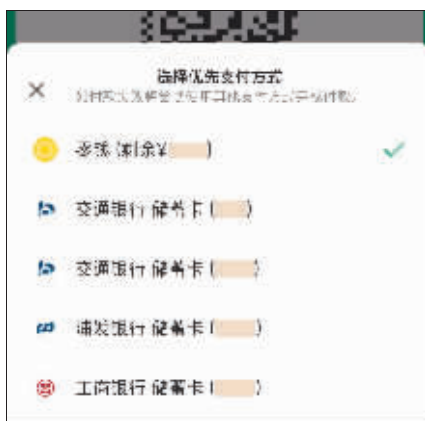 选择优先支付方式
零钱 (剩余¥ )
交通银行 储蓄卡 ( )
交通银行 储蓄卡 ( )
浦发银行 储蓄卡 ( )
工商银行 储蓄卡 ( )